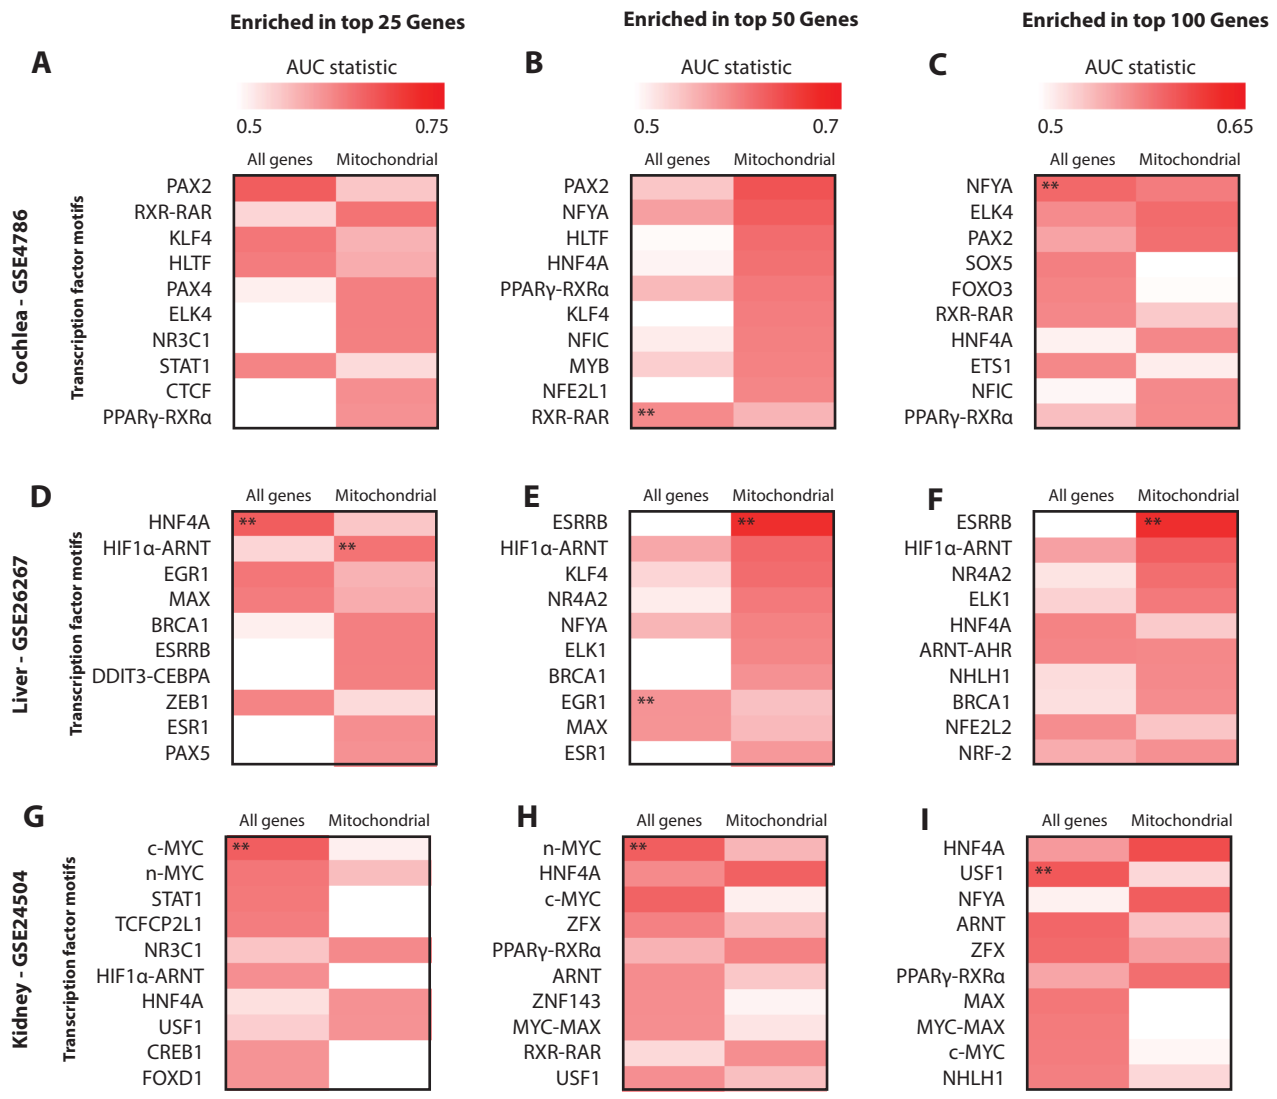 Enriched in top 25 Genes
Enriched in top 50 Genes
Enriched in top 100 Genes
A
AUC statistic
0.5 0.75
All genes Mitochondrial
Cochlea - GSE4786
Transcription factor motifs
PAX2
RXR-RAR
KLF4
HLTF
PAX4
ELK4
NR3C1
STAT1
CTCF
PPARγ-RXRα
B
AUC statistic
0.5 0.7
All genes Mitochondrial
PAX2
NFYA
HLTF
HNF4A
PPARγ-RXRα
KLF4
NFIC
MYB
NFE2L1
RXR-RAR **
C
AUC statistic
0.5 0.65
All genes Mitochondrial
NFYA **
ELK4
PAX2
SOX5
FOXO3
RXR-RAR
HNF4A
ETS1
NFIC
PPARγ-RXRα
D
All genes Mitochondrial
Liver - GSE26267
Transcription factor motifs
HNF4A **
HIF1α-ARNT **
EGR1
MAX
BRCA1
ESRRB
DDIT3-CEBPA
ZEB1
ESR1
PAX5
E
All genes Mitochondrial
ESRRB **
HIF1α-ARNT
KLF4
NR4A2
NFYA
ELK1
BRCA1
EGR1 **
MAX
ESR1
F
All genes Mitochondrial
ESRRB **
HIF1α-ARNT
NR4A2
ELK1
HNF4A
ARNT-AHR
NHLH1
BRCA1
NFE2L2
NRF-2
G
All genes Mitochondrial
Kidney - GSE24504
Transcription factor motifs
c-MYC **
n-MYC
STAT1
TCFCP2L1
NR3C1
HIF1α-ARNT
HNF4A
USF1
CREB1
FOXD1
H
All genes Mitochondrial
n-MYC **
HNF4A
c-MYC
ZFX
PPARγ-RXRα
ARNT
ZNF143
MYC-MAX
RXR-RAR
USF1
I
All genes Mitochondrial
HNF4A
USF1 **
NFYA
ARNT
ZFX
PPARγ-RXRα
MAX
MYC-MAX
c-MYC
NHLH1